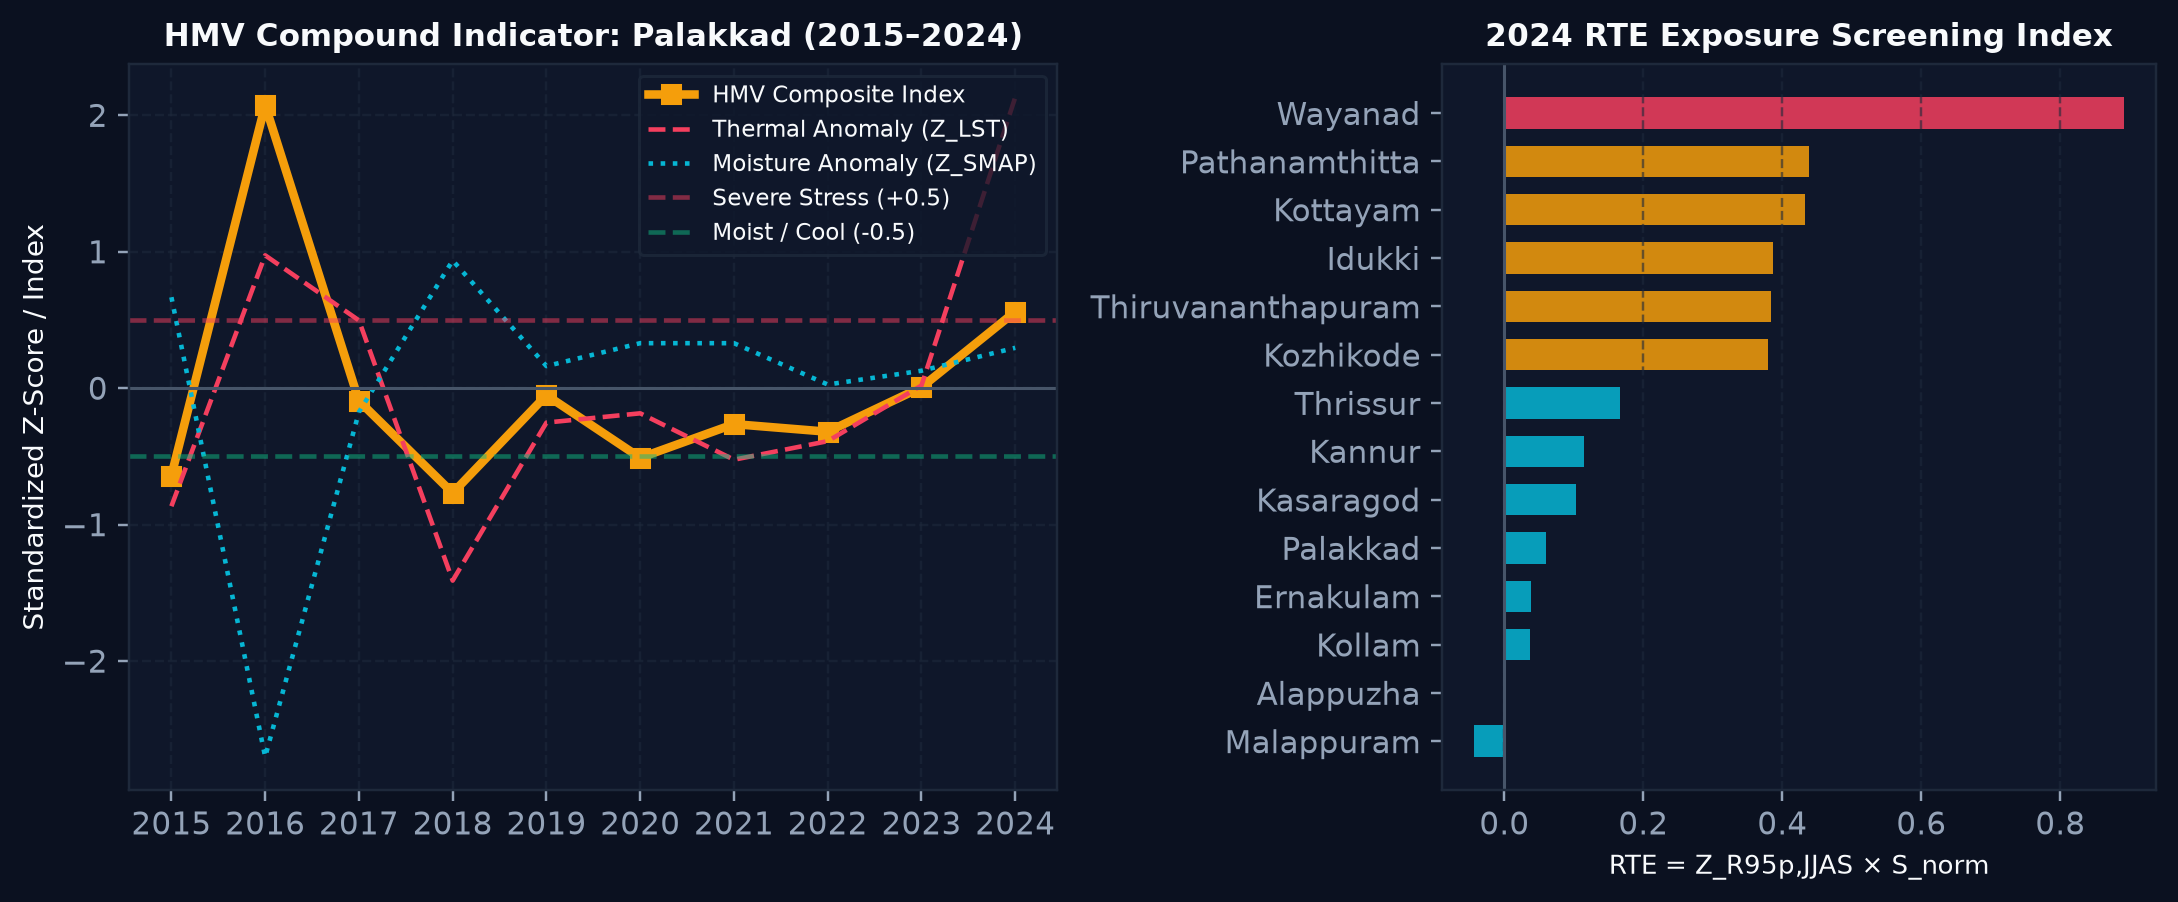 HMV Compound Indicator: Palakkad (2015–2024)
Standardized Z-Score / Index
2
1
0
−1
−2
HMV Composite Index
Thermal Anomaly (Z_LST)
Moisture Anomaly (Z_SMAP)
Severe Stress (+0.5)
Moist / Cool (-0.5)
2015 2016 2017 2018 2019 2020 2021 2022 2023 2024
2024 RTE Exposure Screening Index
Wayanad
Pathanamthitta
Kottayam
Idukki
Thiruvananthapuram
Kozhikode
Thrissur
Kannur
Kasaragod
Palakkad
Ernakulam
Kollam
Alappuzha
Malappuram
0.0 0.2 0.4 0.6 0.8
RTE = Z_R95p,JJAS × S_norm